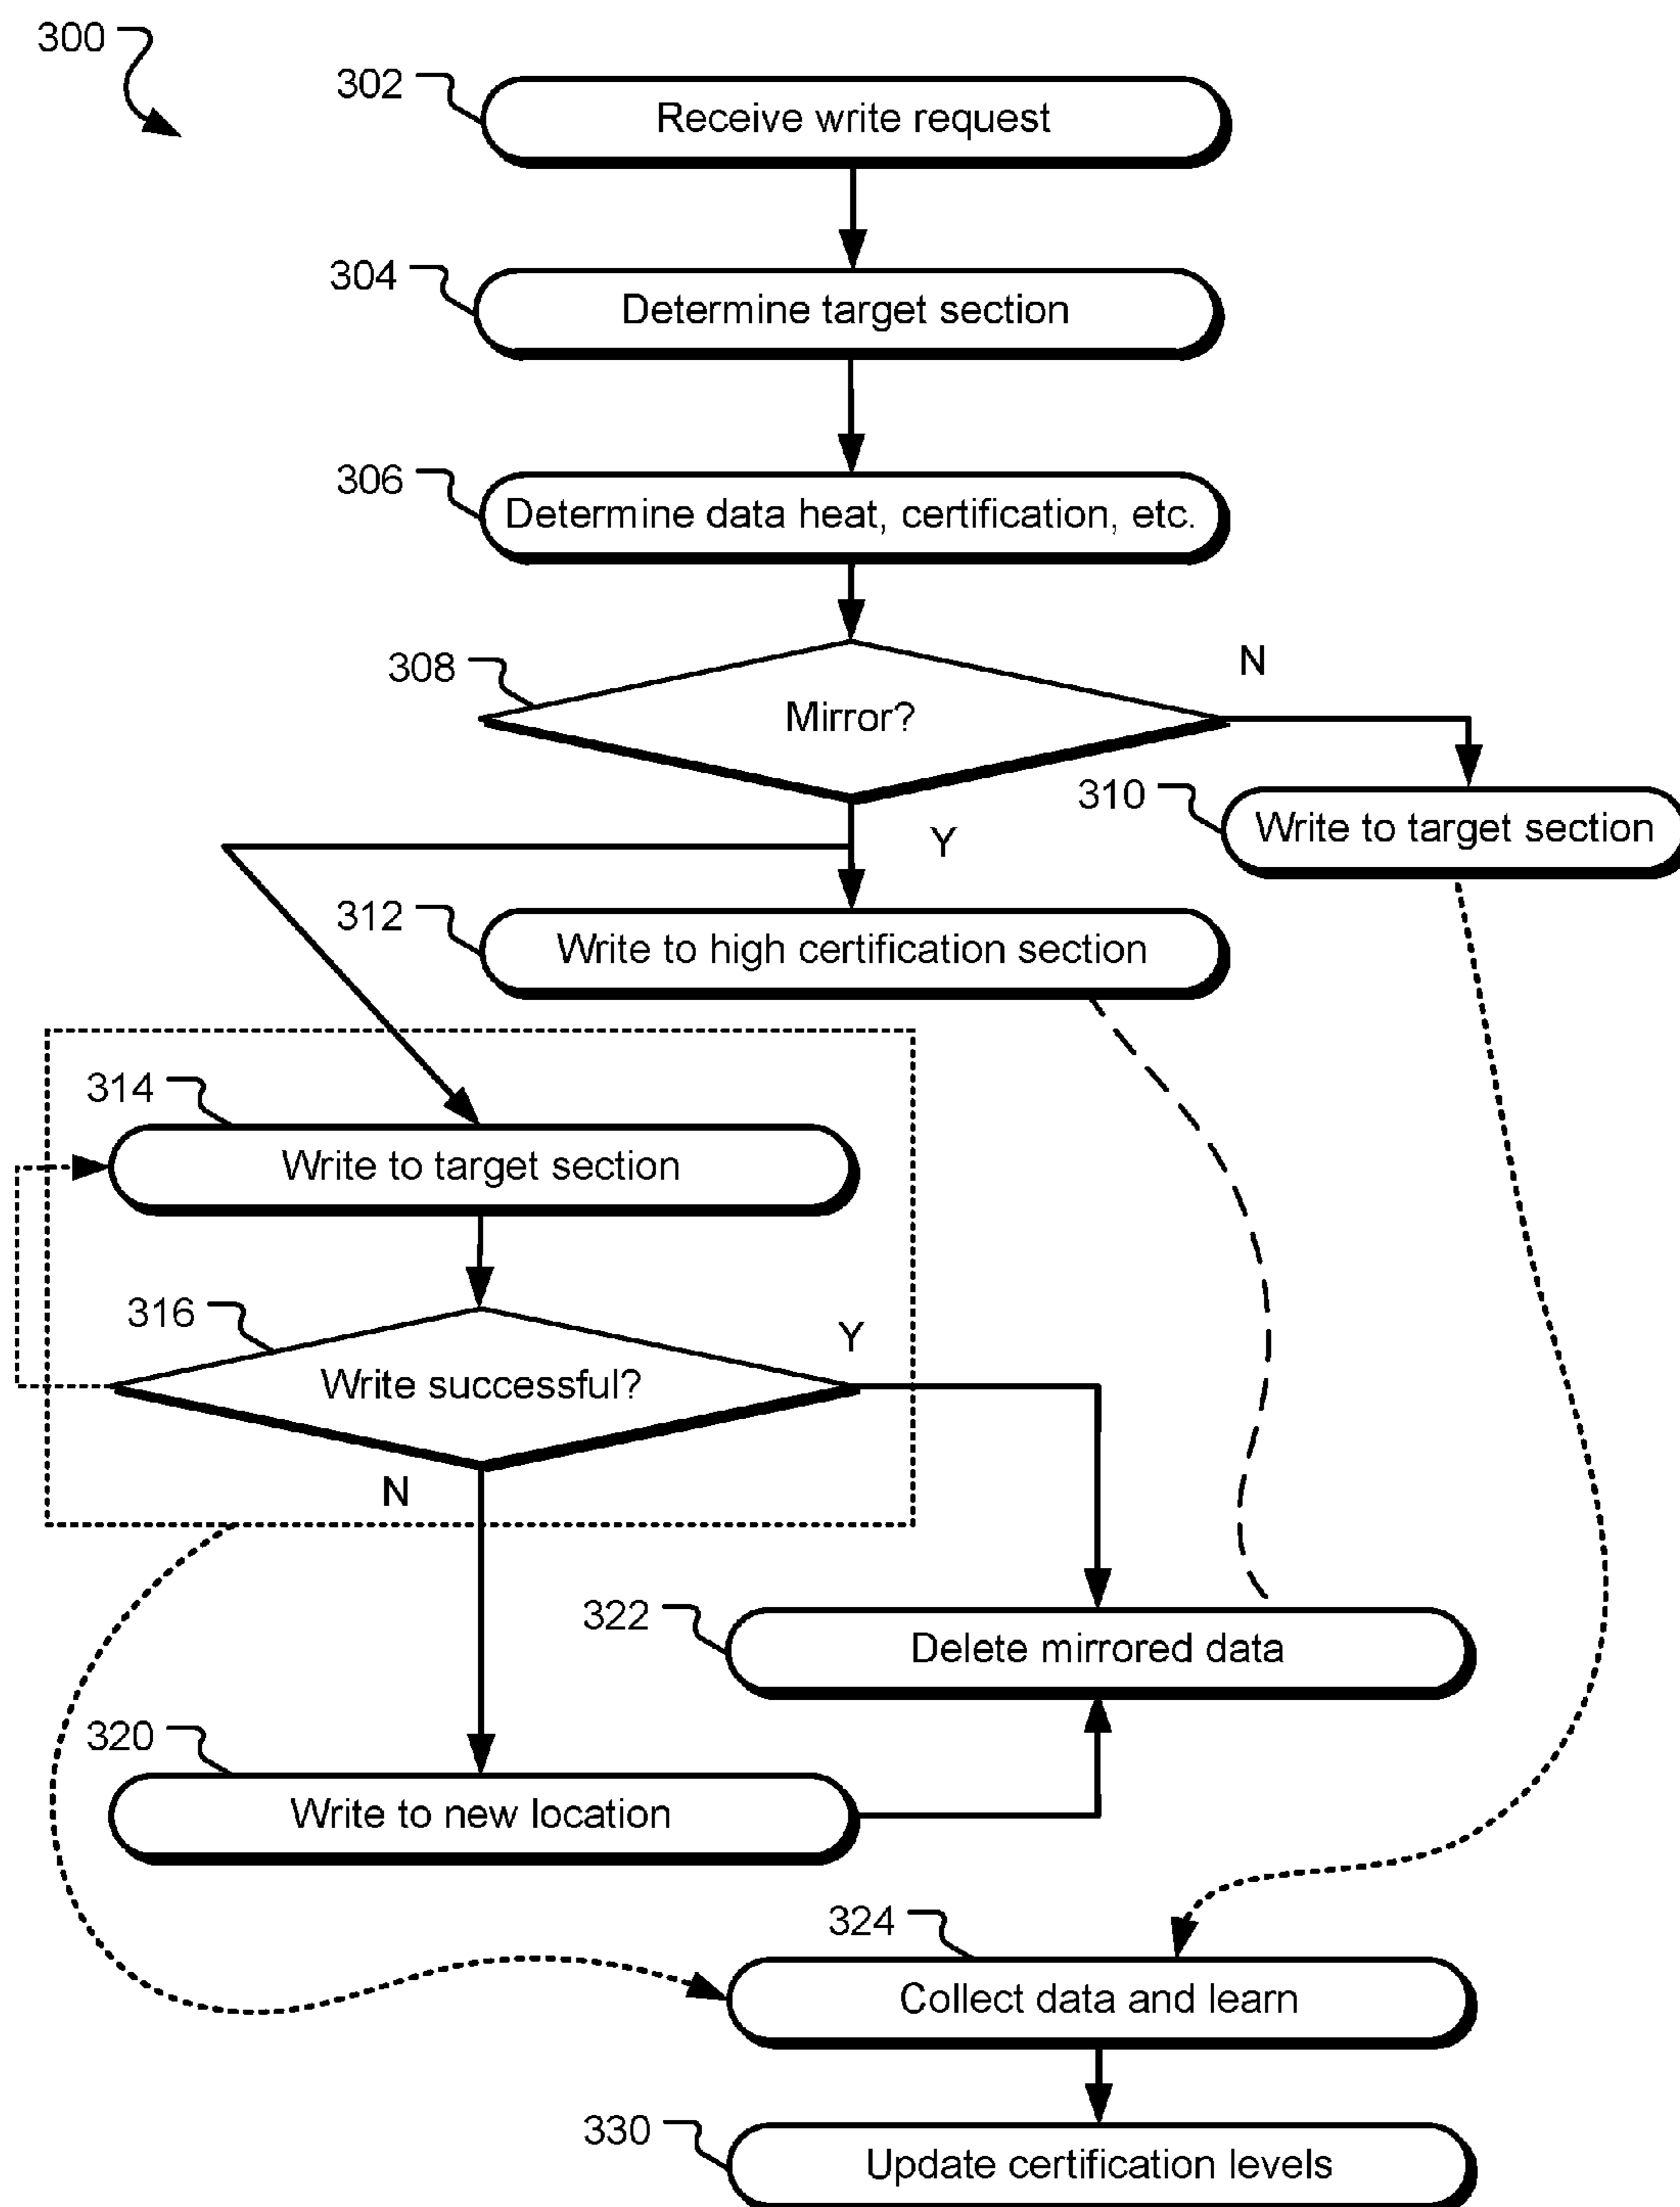 300
302
Receive write request
304
Determine target section
306
Determine data heat, certification, etc.
308
Mirror?
N
310
Write to target section
Y
312
Write to high certification section
314
Write to target section
316
Write successful?
Y
N
322
Delete mirrored data
320
Write to new location
324
Collect data and learn
330
Update certification levels